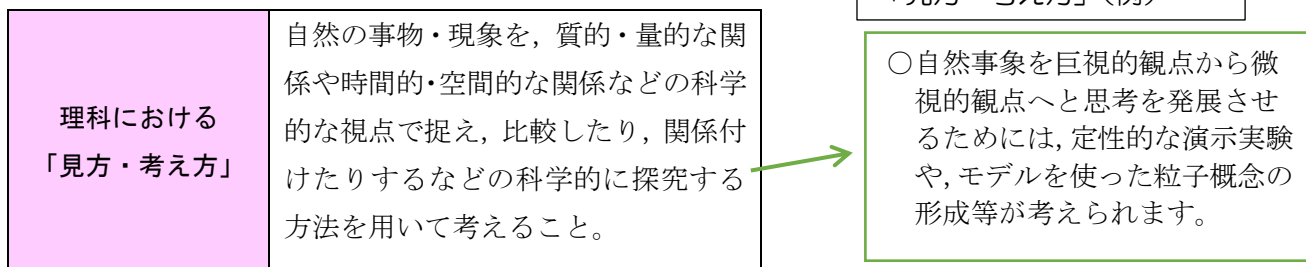 理科における
「見方・考え方」
自然の事物・現象を, 質的・量的な関
係や時間的・空間的な関係などの科学
的な視点で捉え, 比較したり, 関係付
けたりするなどの科学的に探究する
方法を用いて考えること。
「見方・考え方」(例)
○自然事象を巨視的観点から微
視的観点へと思考を発展させ
るためには, 定性的な演示実験
や, モデルを使った粒子概念の
形成等が考えられます。